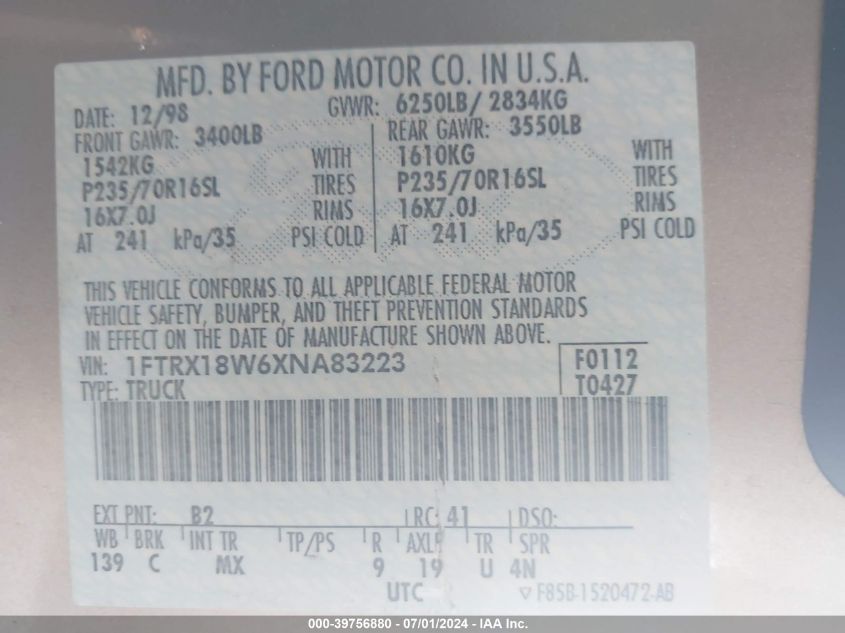 MFD. BY FORD MOTOR CO. IN U.S.A.
DATE: 12/98 GVWR: 6250LB/ 2834KG
FRONT GAWR: 3400LB REAR GAWR: 3550LB
1542KG WITH 1610KG WITH
P235/70R16SL TIRES P235/70R16SL TIRES
16X7.0J RIMS 16X7.0J RIMS
AT 241 kPa/35 PSI COLD AT 241 kPa/35 PSI COLD
THIS VEHICLE CONFORMS TO ALL APPLICABLE FEDERAL MOTOR
VEHICLE SAFETY, BUMPER, AND THEFT PREVENTION STANDARDS
IN EFFECT ON THE DATE OF MANUFACTURE SHOWN ABOVE.
VIN: 1FTRX18W6XNA83223 F0112
TYPE: TRUCK T0427
EXT PNT: B2 RC: 41 DSO:
WB BRK INT TR TP/PS R AXLE TR SPR
139 C MX 9 19 U 4N
UTC ▽ F85B-1520472-AB
000-39756880 - 07/01/2024 - IAA Inc.